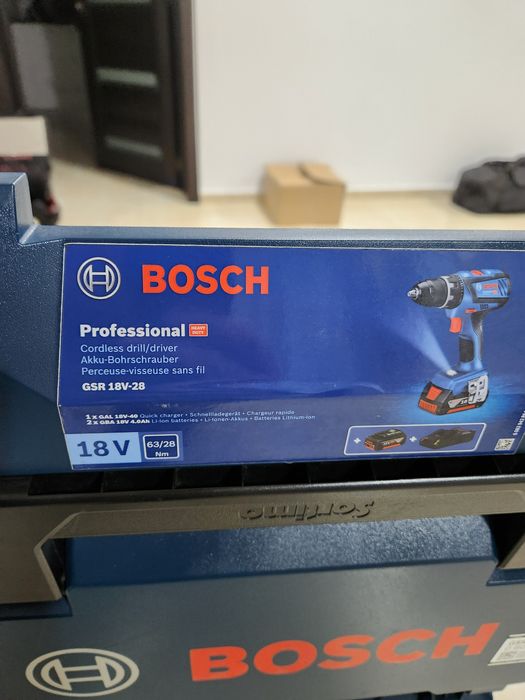 BOSCH
Professional HEAVY DUTY
Cordless drill/driver
Akku-Bohrschrauber
Perceuse-visseuse sans fil
GSR 18V-28
1 x GAL 18V-40 Quick charger • Schnellladegerät • Chargeur rapide
2 x GBA 18V 4.0Ah Li-Ion batteries • Li-Ionen-Akkus • Batteries Lithium-Ion
18 V
63/28
Nm
sortimo
BOSCH